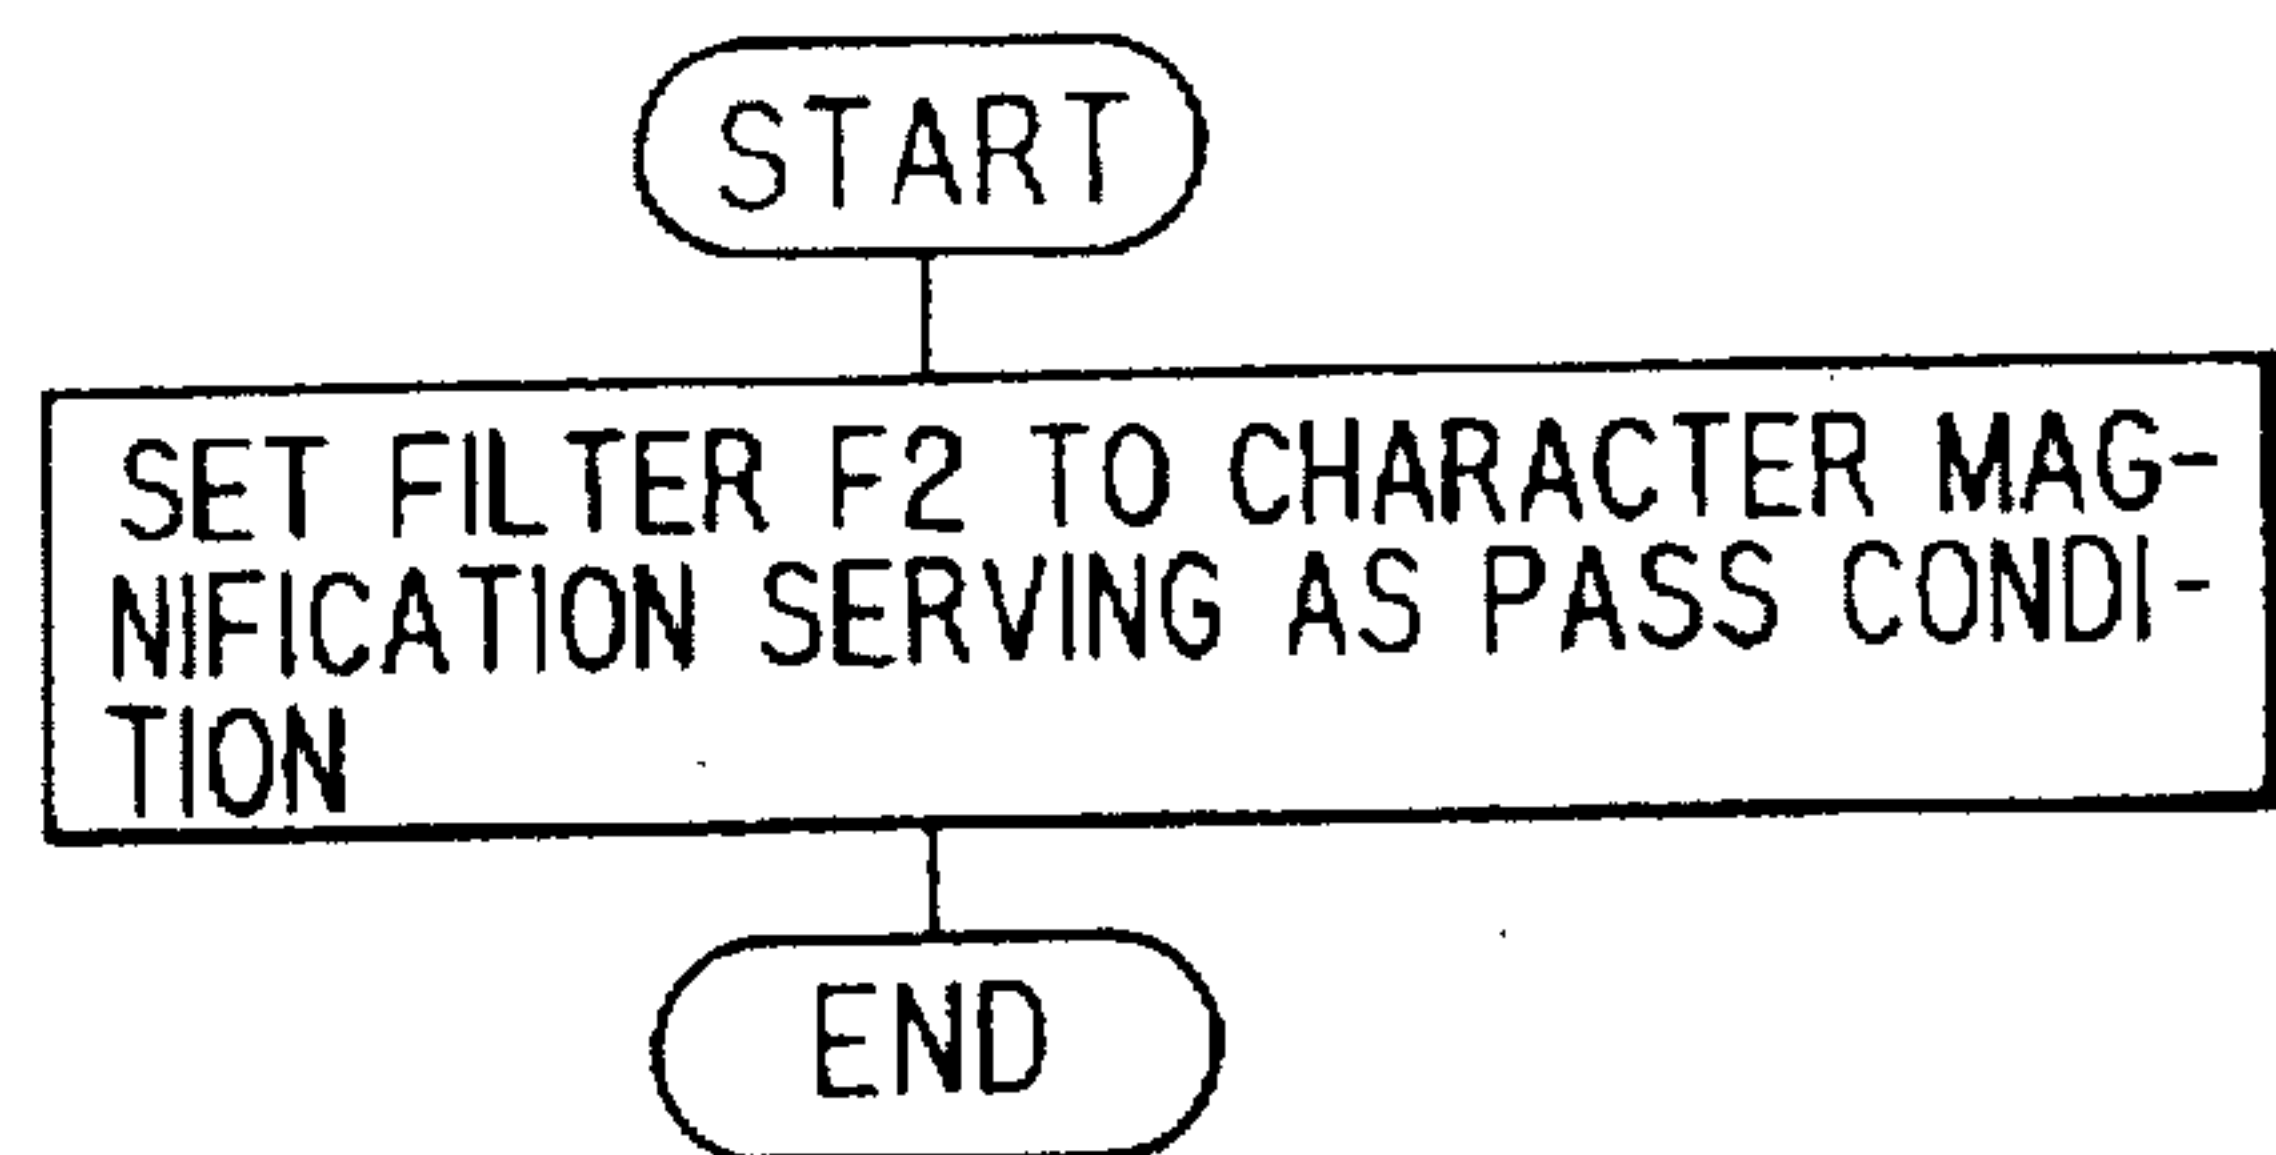 START
SET FILTER F2 TO CHARACTER MAG-
NIFICATION SERVING AS PASS CONDI-
TION
END